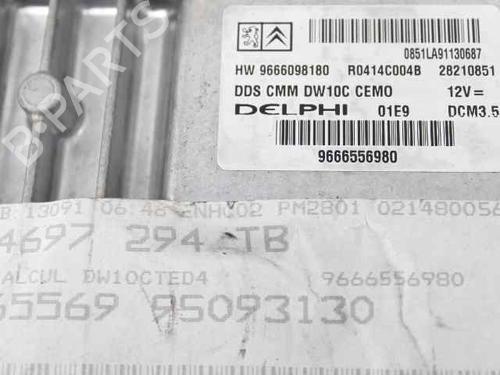 0851LA91130687
HW 9666098180 R0414C004B 28210851
DDS CMM DW10C CEMO 12V=
DELPHI 01E9 DCM3.5
9666556980
B 13091 06:48 ENHC02 PM2801 021480056
4697 294 TB
ALCUL DW10CTED4 9666556980
65569 95093130
B-PARTS